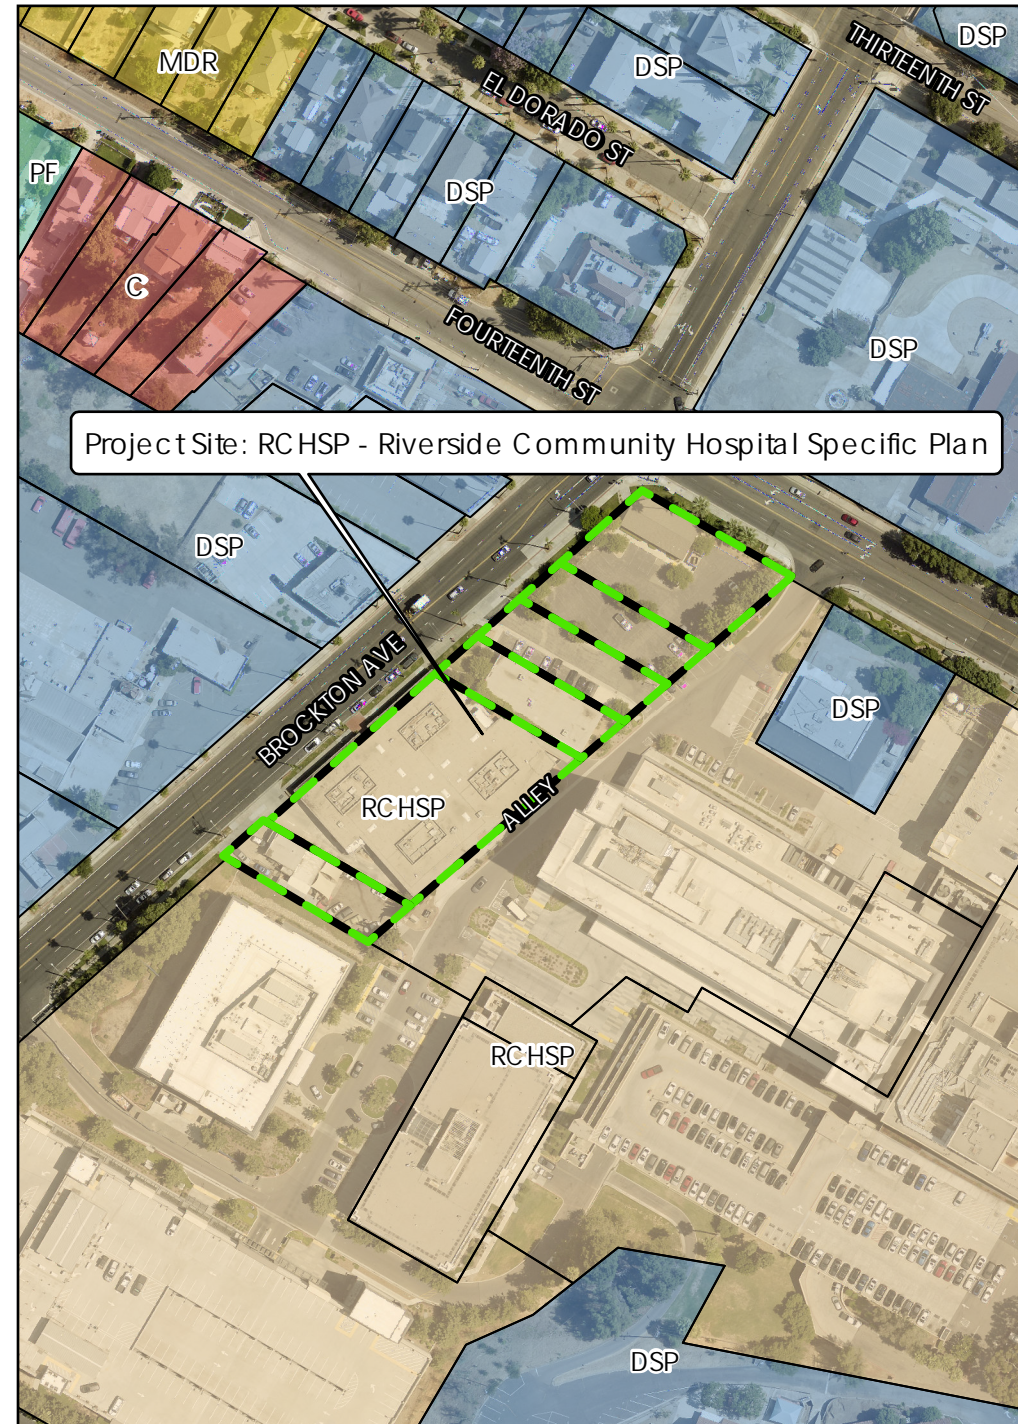 THIRTEENTH ST
DSP
MDR
DSP
EL DORADO ST
PF
DSP
C
FOURTEENTH ST
DSP
Project Site: RCHSP - Riverside Community Hospital Specific Plan
DSP
BROCKTON AVE
DSP
RCHSP
ALLEY
RCHSP
DSP